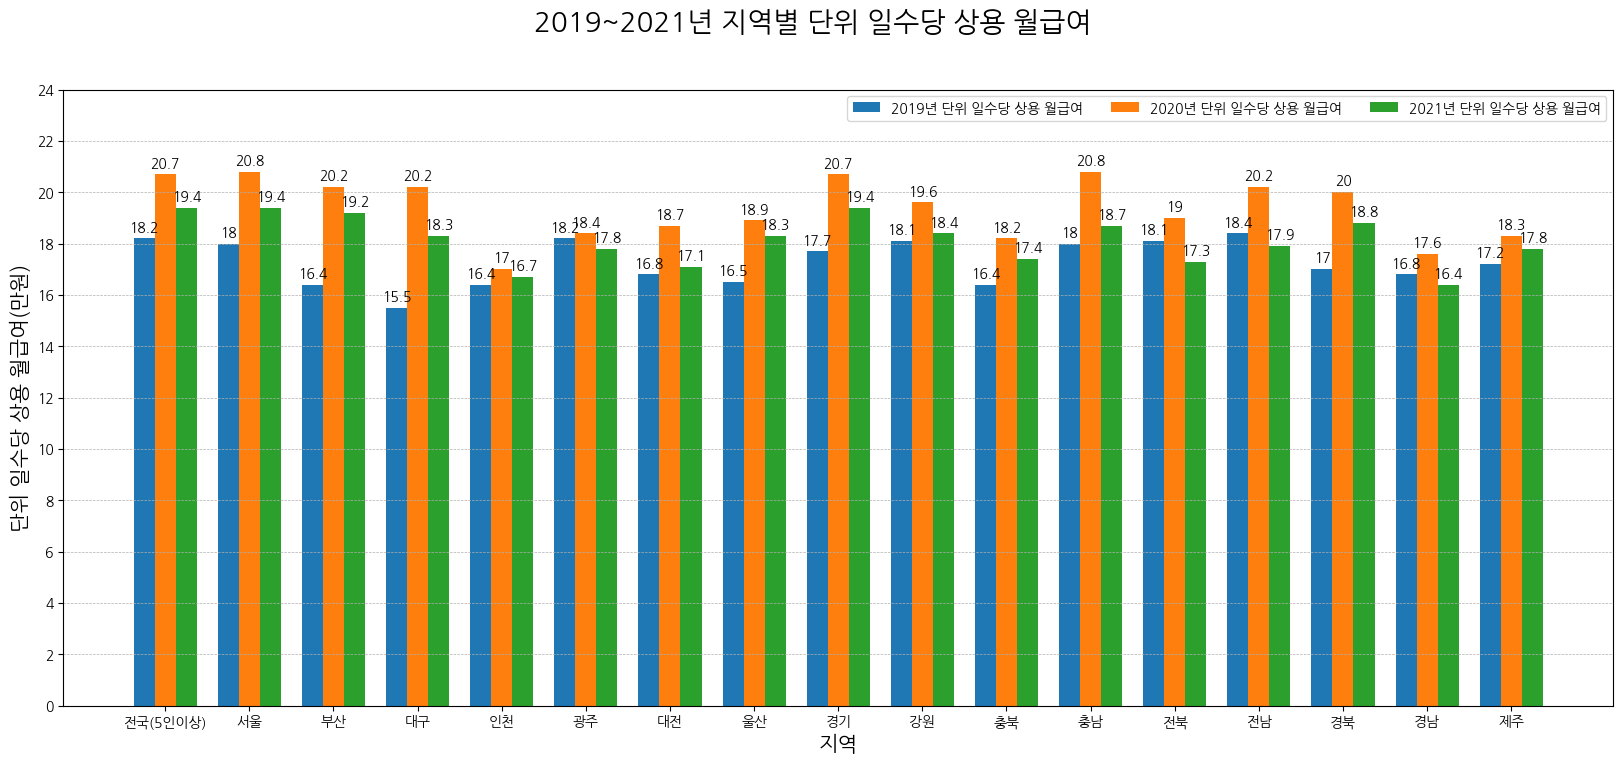 2019~2021년 지역별 단위 일수당 상용 월급여
2019년 단위 일수당 상용 월급여 2020년 단위 일수당 상용 월급여 2021년 단위 일수당 상용 월급여
단위 일수당 상용 월급여(만원)
24
22
20
18
16
14
12
10
8
6
4
2
0
18.2 20.7 19.4
18 20.8 19.4
16.4 20.2 19.2
15.5 20.2 18.3
16.4 17 16.7
18.2 18.4 17.8
16.8 18.7 17.1
16.5 18.9 18.3
17.7 20.7 19.4
18.1 19.6 18.4
16.4 18.2 17.4
18 20.8 18.7
18.1 19 17.3
18.4 20.2 17.9
17 20 18.8
16.8 17.6 16.4
17.2 18.3 17.8
전국(5인이상) 서울 부산 대구 인천 광주 대전 울산 경기 강원 충북 충남 전북 전남 경북 경남 제주
지역